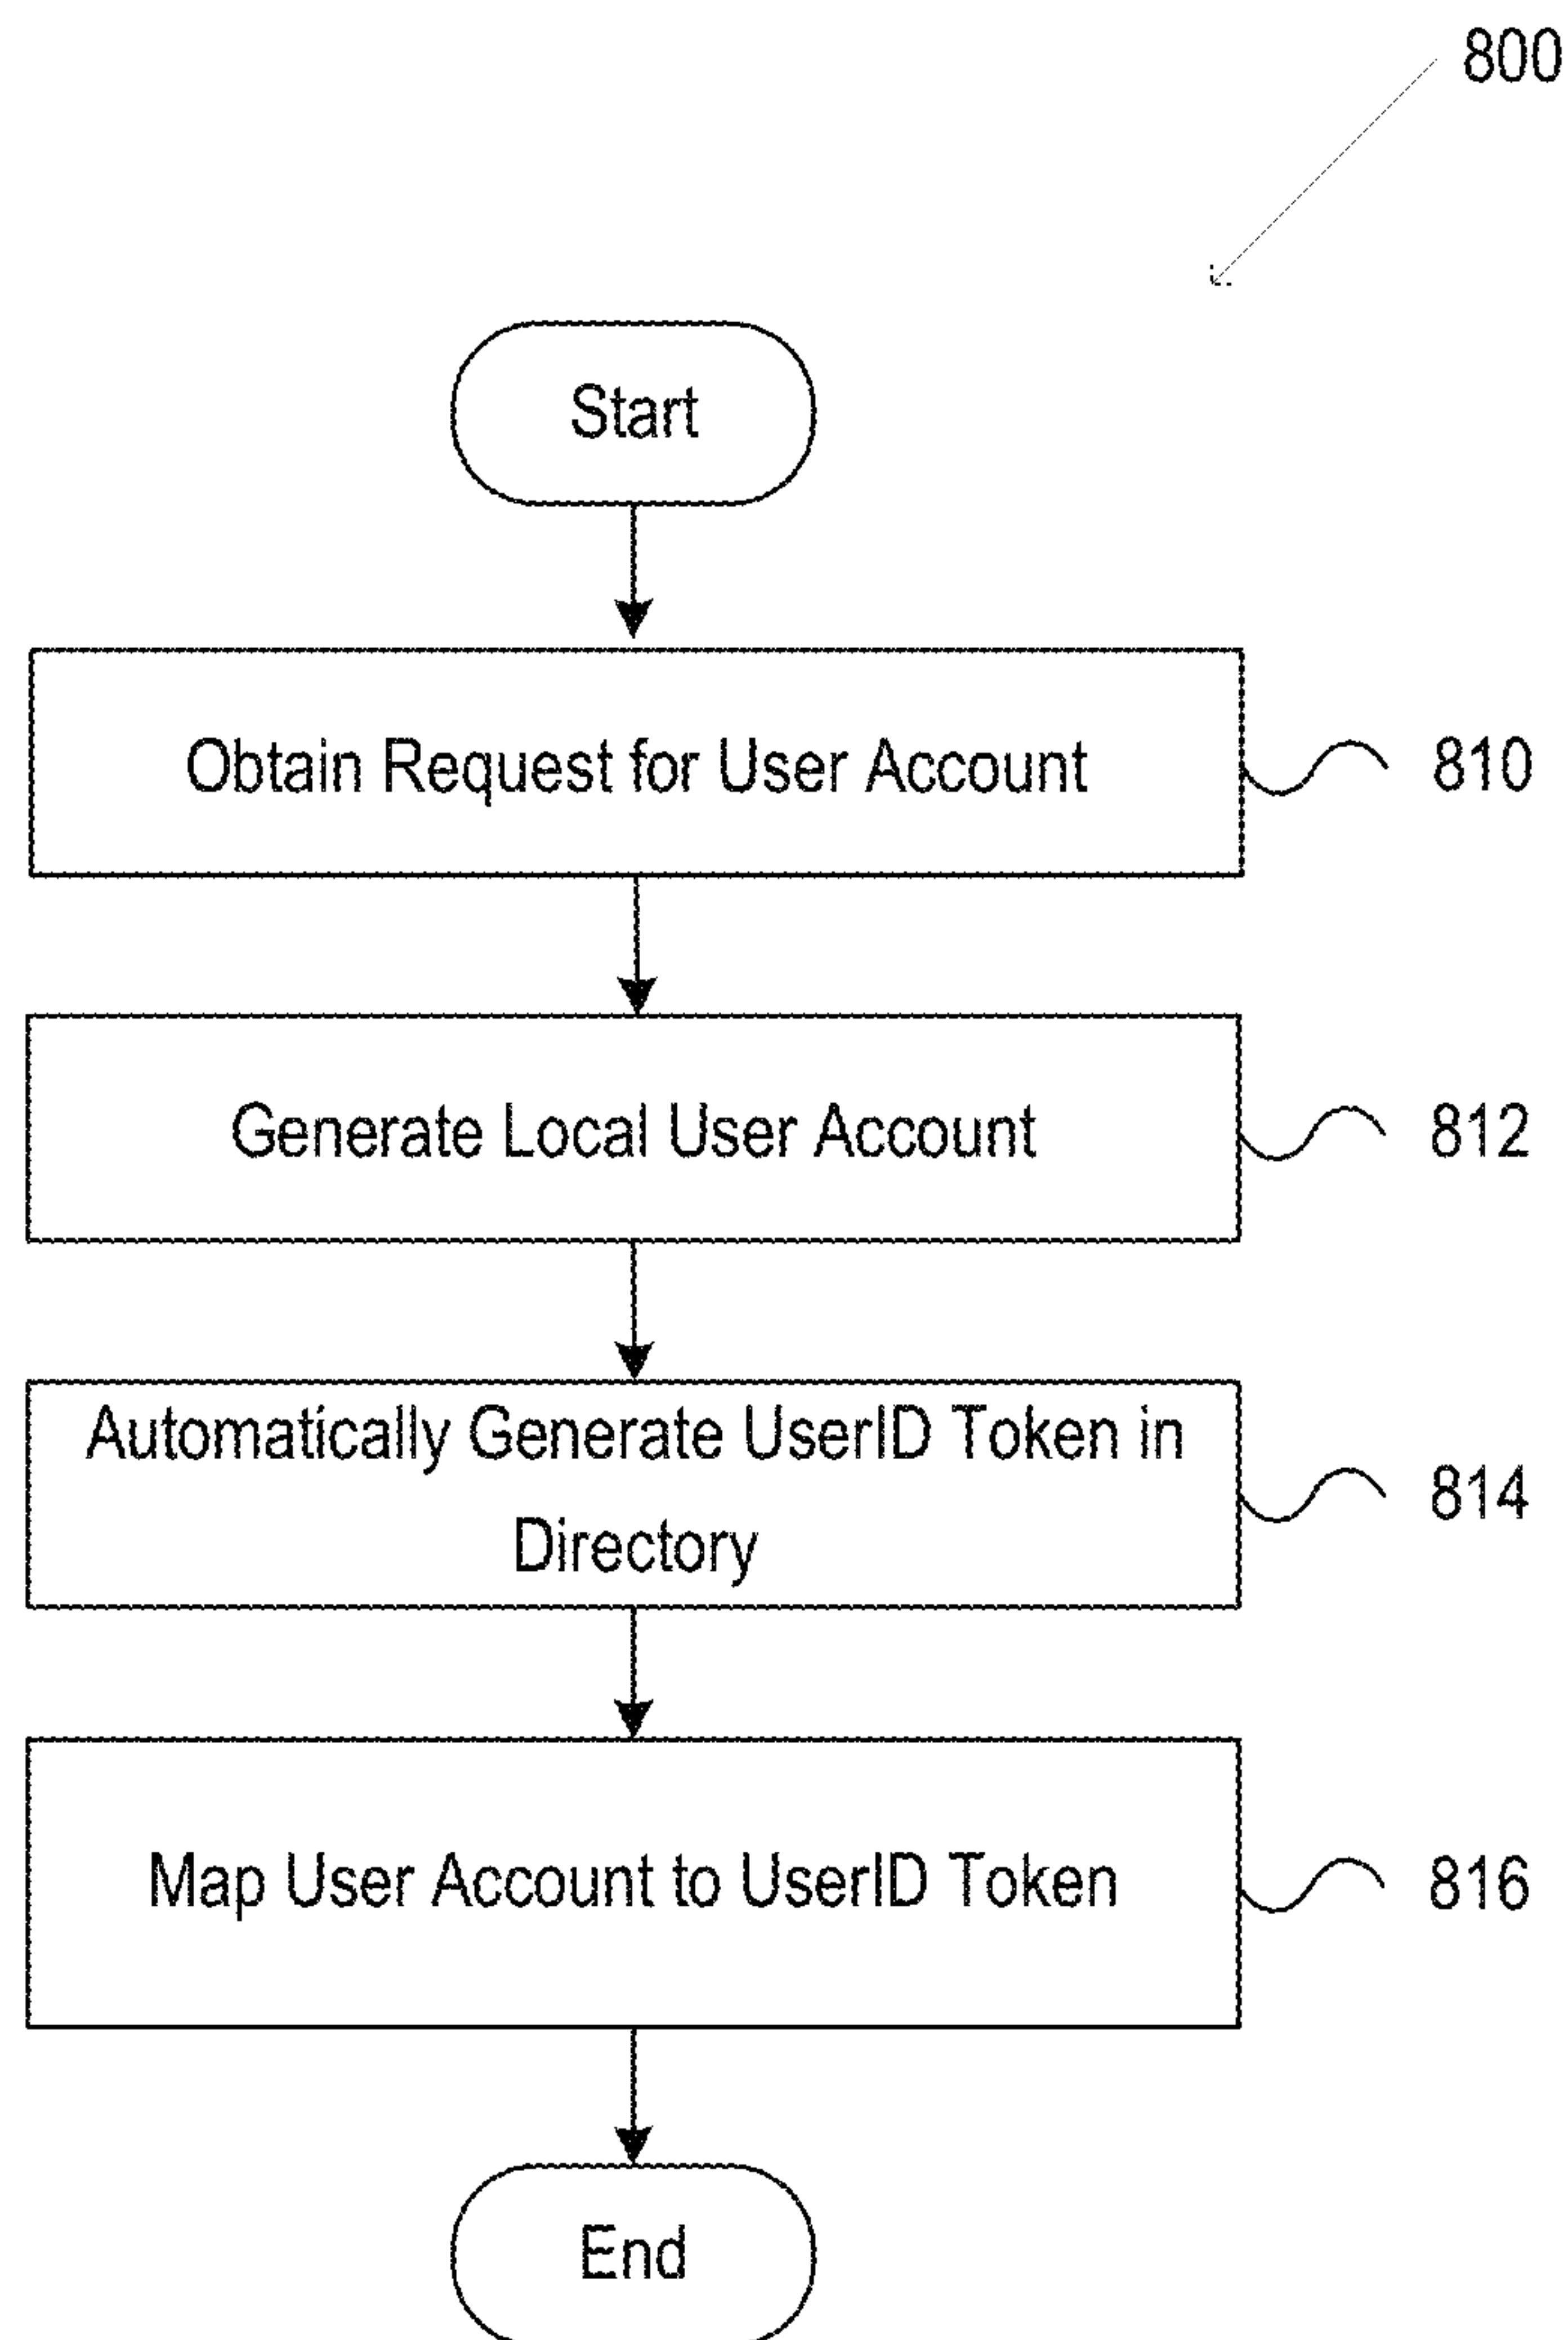 800
Start
Obtain Request for User Account
810
Generate Local User Account
812
Automatically Generate UserID Token in
Directory
814
Map User Account to UserID Token
816
End